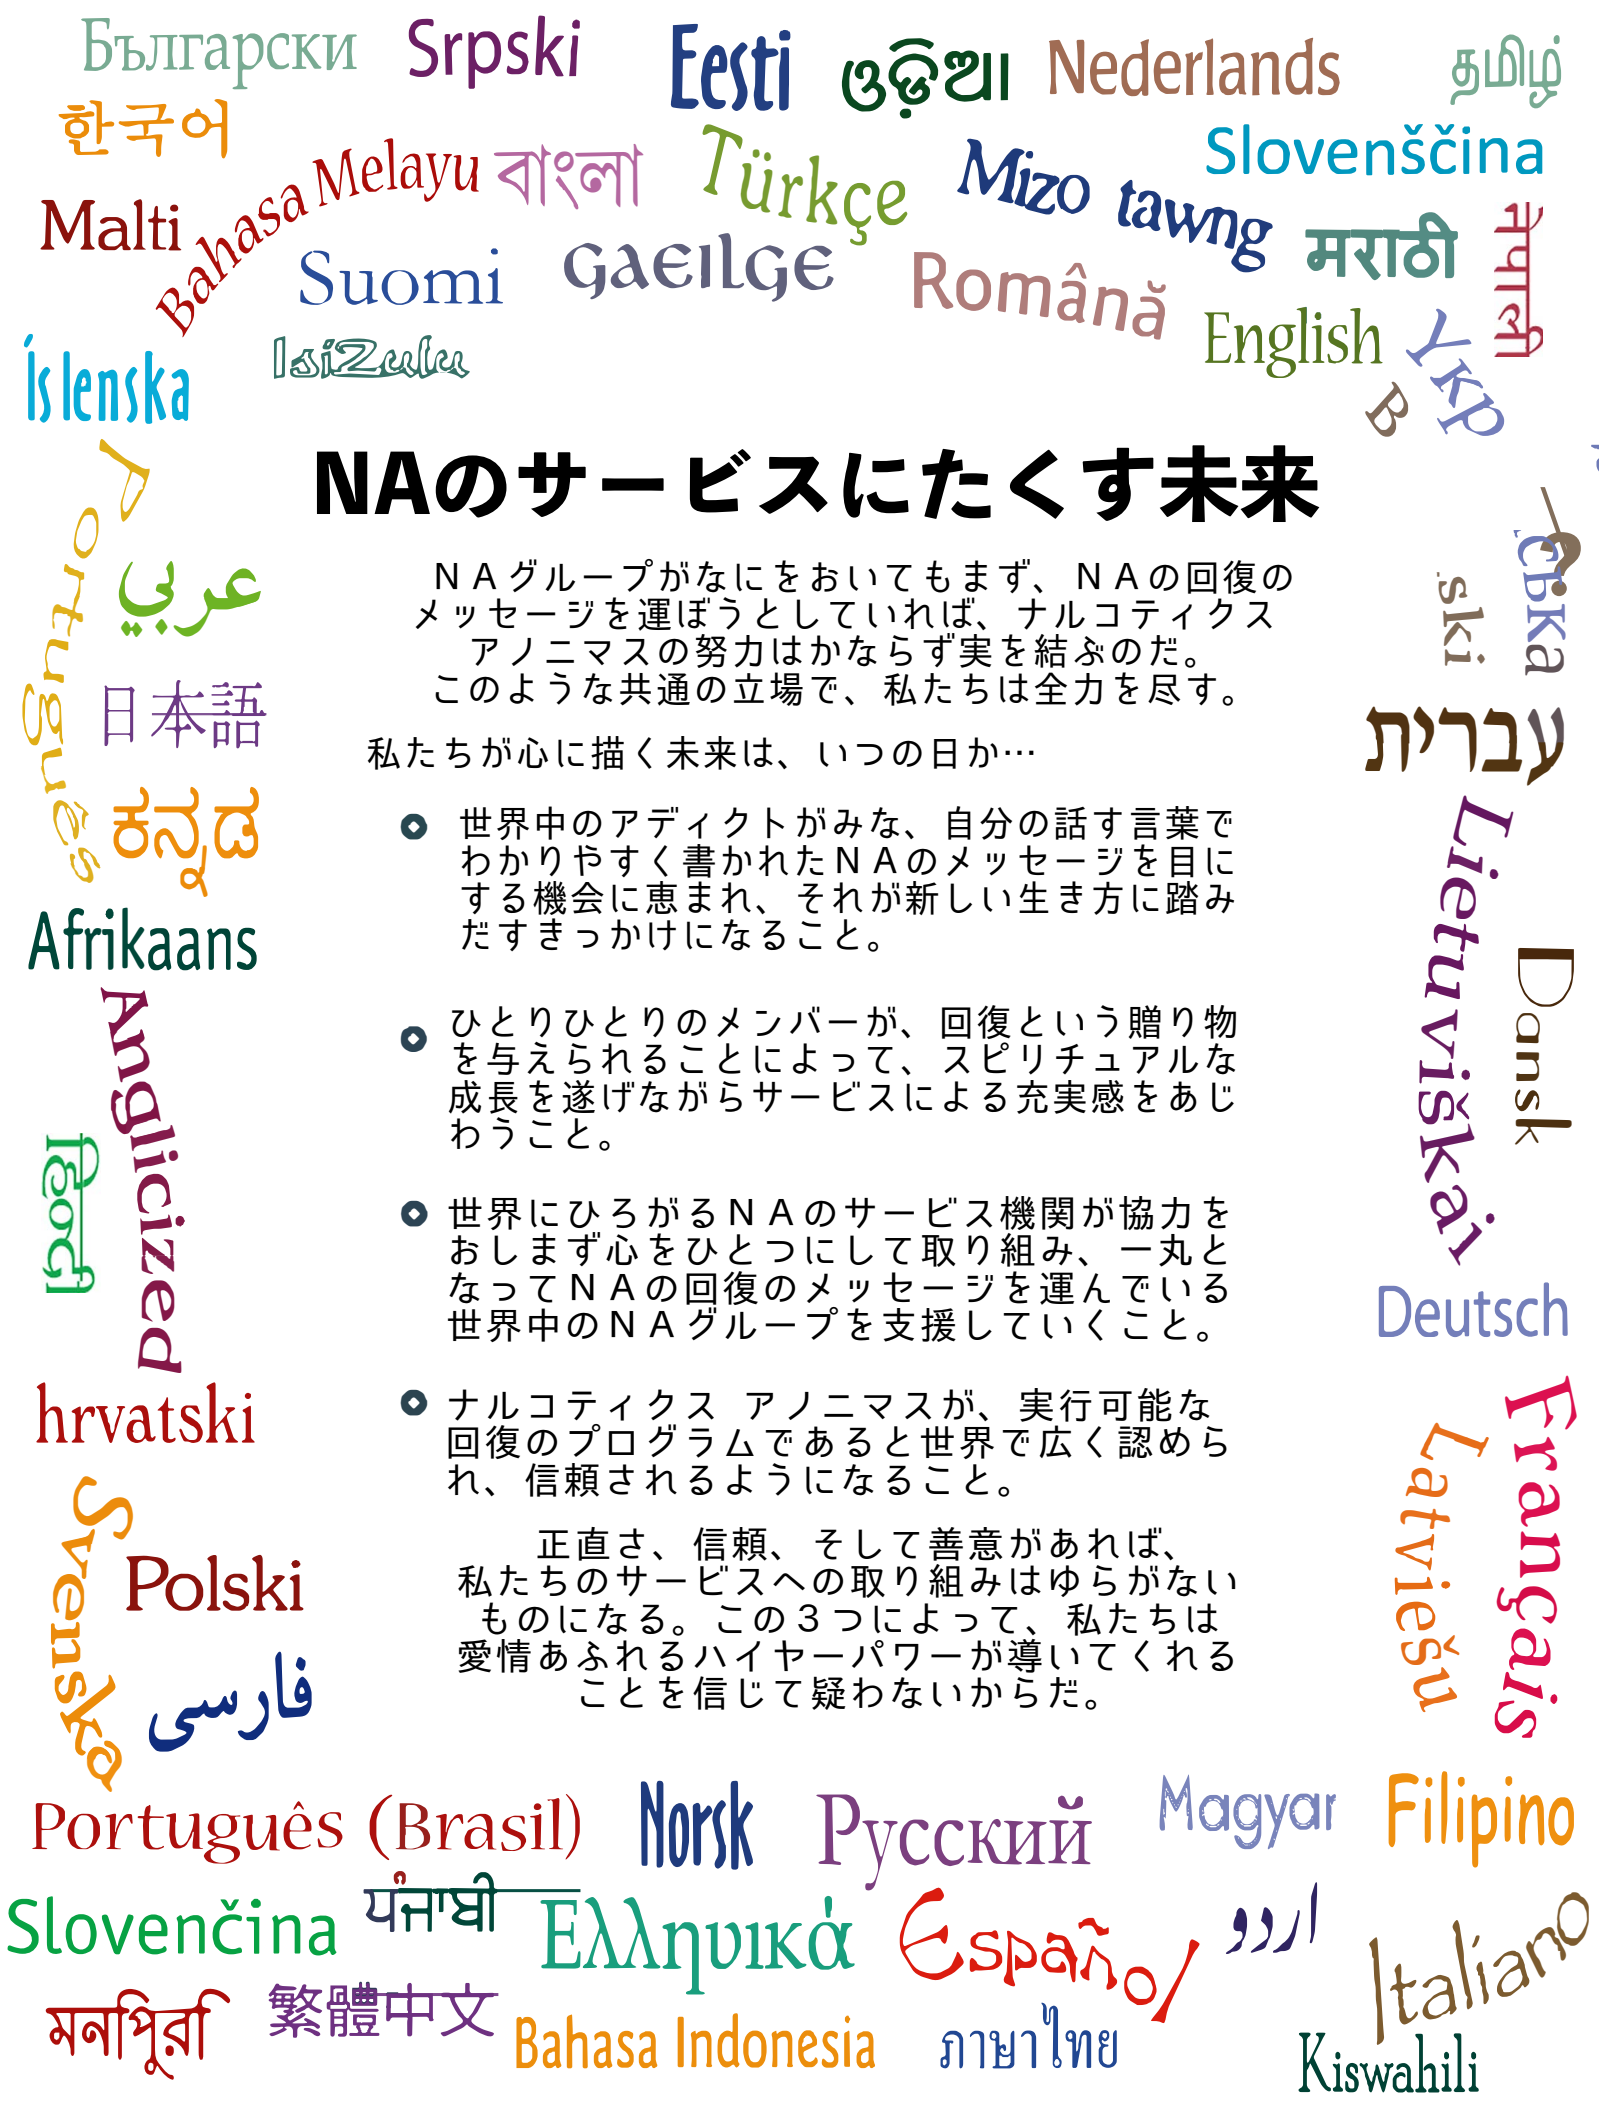 Български
Srpski
Eesti
ଓଡ଼ିଆ
Nederlands
தமிழ்
한국어
Bahasa Melayu
বাংলা
Türkçe
Mizo tawng
Slovenščina
Malti
Suomi
Gaeilge
Română
मराठी
नेपाली
Íslenska
IsiZulu
English
NAのサービスにたくす未来
ＮＡグループがなにをおいてもまず、ＮＡの回復の
メッセージを運ぼうとしていれば、ナルコティクス
アノニマスの努力はかならず実を結ぶのだ。
このような共通の立場で、私たちは全力を尽す。
私たちが心に描く未来は、いつの日か…
世界中のアディクトがみな、自分の話す言葉で
わかりやすく書かれたＮＡのメッセージを目に
する機会に恵まれ、それが新しい生き方に踏み
だすきっかけになること。
ひとりひとりのメンバーが、回復という贈り物
を与えられることによって、スピリチュアルな
成長を遂げながらサービスによる充実感をあじ
わうこと。
世界にひろがるＮＡのサービス機関が協力を
おしまず心をひとつにして取り組み、一丸と
なってＮＡの回復のメッセージを運んでいる
世界中のＮＡグループを支援していくこと。
ナルコティクス アノニマスが、実行可能な
回復のプログラムであると世界で広く認めら
れ、信頼されるようになること。
正直さ、信頼、そして善意があれば、
私たちのサービスへの取り組みはゆらがない
ものになる。この３つによって、私たちは
愛情あふれるハイヤーパワーが導いてくれる
ことを信じて疑わないからだ。
Português
عربي
日本語
ಕನ್ನಡ
Afrikaans
Anglicized
हिन्दी
hrvatski
Svenska
Polski
فارسی
Укр
ська
ski
עברית
Lietuviškai
Dansk
Deutsch
Français
Latviešu
Português (Brasil)
Norsk
Русский
Magyar
Filipino
Slovenčina
ਪੰਜਾਬੀ
Ελληνικά
Español
اردو
Italiano
মনিপুরি
繁體中文
Bahasa Indonesia
ภาษาไทย
Kiswahili